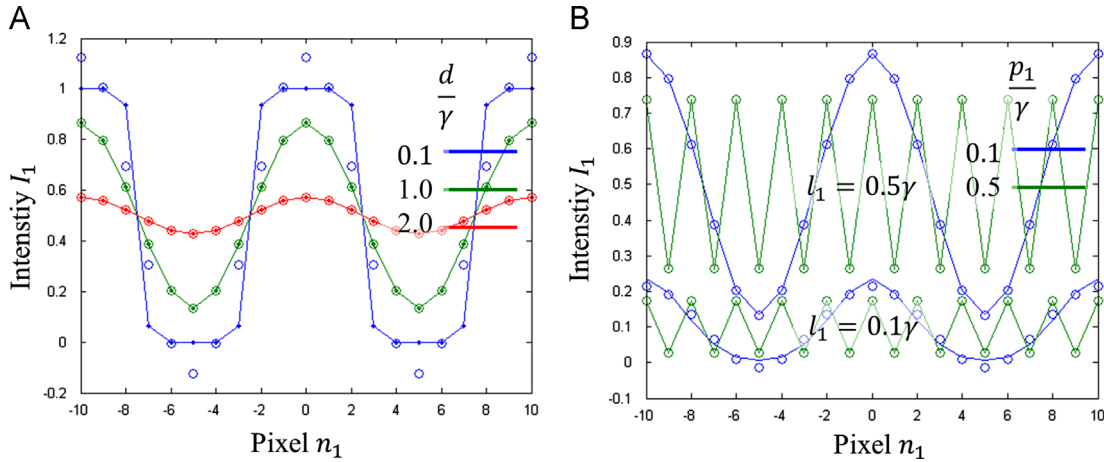 A
B
1.2
1
0.8
0.6
0.4
0.2
0
-0.2
-10 -8 -6 -4 -2 0 2 4 6 8 10
Intenstiy I₁
Pixel n₁
d
γ
0.1
1.0
2.0
0.9
0.8
0.7
0.6
0.5
0.4
0.3
0.2
0.1
0
-0.1
-10 -8 -6 -4 -2 0 2 4 6 8 10
Intenstiy I₁
Pixel n₁
p₁
γ
0.1
0.5
l₁ = 0.5γ
l₁ = 0.1γ